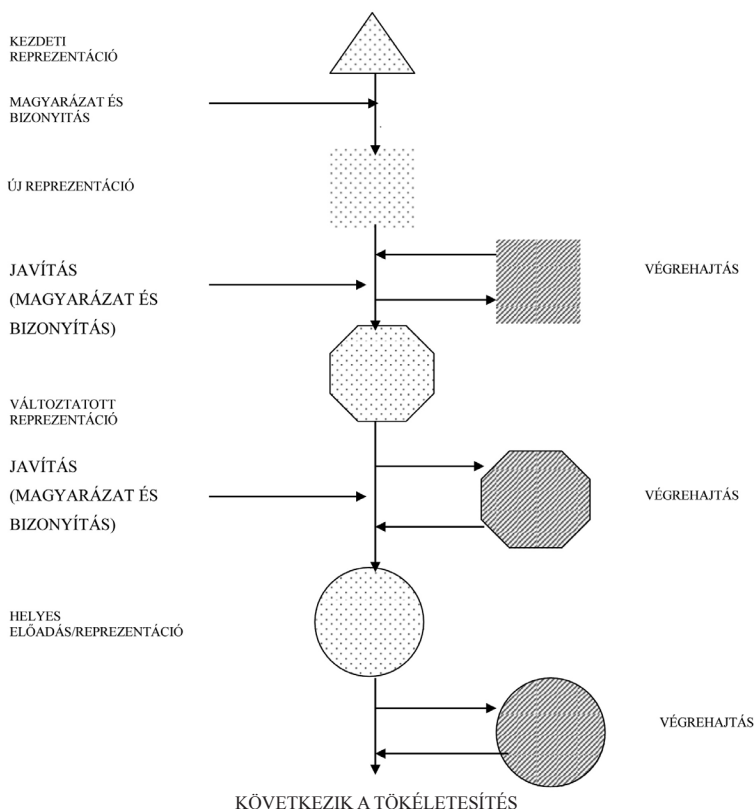 KEZDETI
REPREZENTÁCIÓ
MAGYARÁZAT ÉS
BIZONYITÁS
ÚJ REPREZENTÁCIÓ
JAVÍTÁS
(MAGYARÁZAT ÉS
BIZONYÍTÁS)
VÉGREHAJTÁS
VÁLTOZTATOTT
REPREZENTÁCIÓ
JAVÍTÁS
(MAGYARÁZAT ÉS
BIZONYÍTÁS)
VÉGREHAJTÁS
HELYES
ELŐADÁS/REPREZENTÁCIÓ
VÉGREHAJTÁS
KÖVETKEZIK A TÖKÉLETESÍTÉS